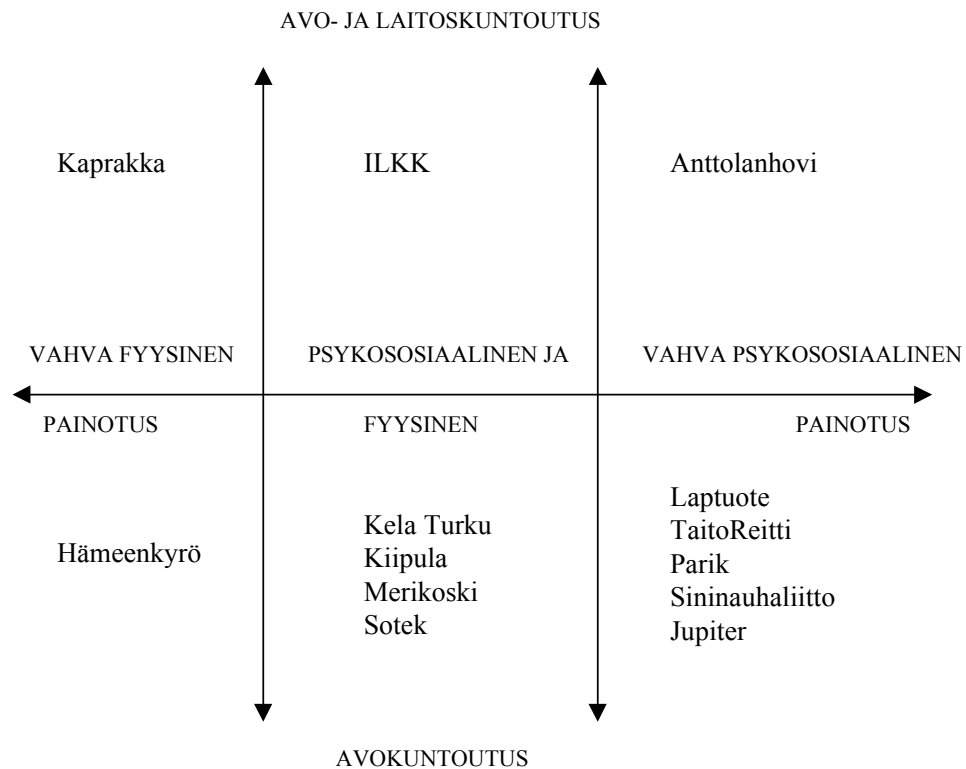 AVO- JA LAITOSKUNTOUTUS
Kaprakka
ILKK
Anttolanhovi
VAHVA FYYSINEN
PSYKOSOSIAALINEN JA
VAHVA PSYKOSOSIAALINEN
PAINOTUS
FYYSINEN
PAINOTUS
Hämeenkyrö
Kela Turku
Kiipula
Merikoski
Sotek
Laptuote
TaitoReitti
Parik
Sininauhaliitto
Jupiter
AVOKUNTOUTUS